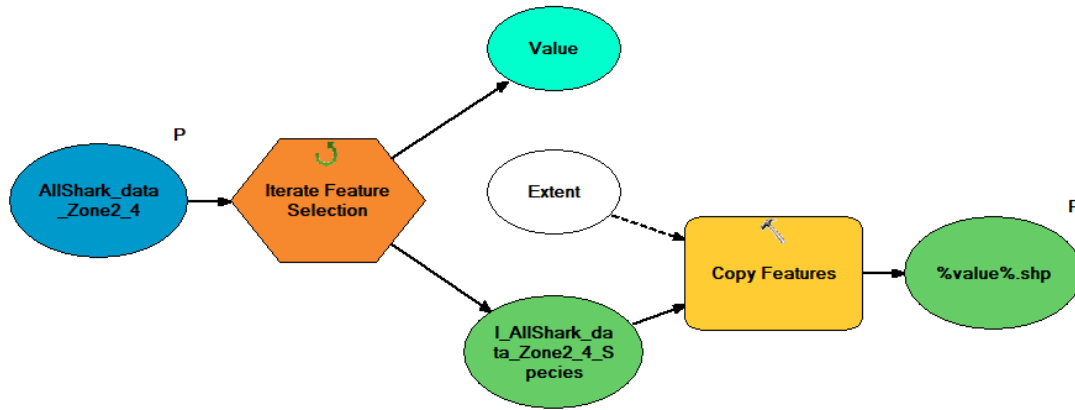 Value
P
AllShark_data
_Zone2_4
Iterate Feature
Selection
Extent
P
Copy Features
%value%.shp
I_AllShark_da
ta_Zone2_4_S
pecies